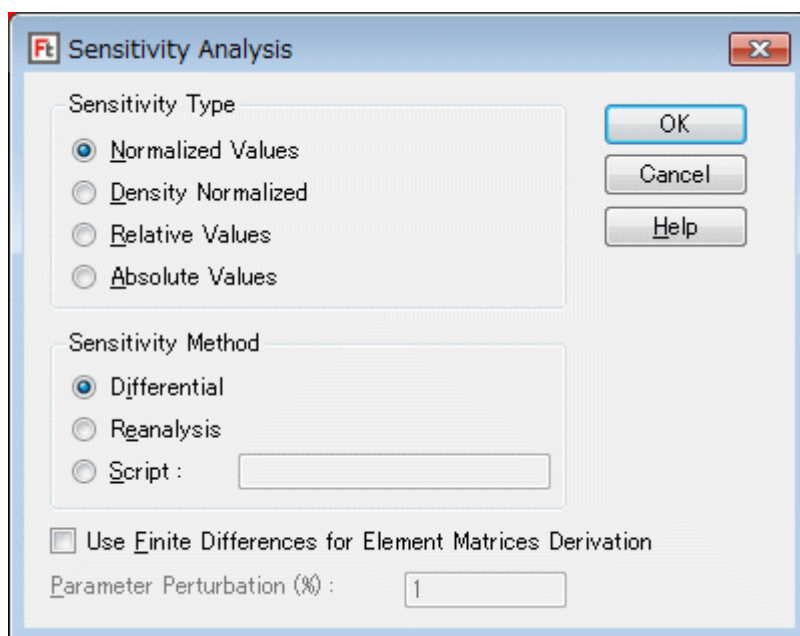 Ft Sensitivity Analysis
Sensitivity Type
Normalized Values
Density Normalized
Relative Values
Absolute Values
OK
Cancel
Help
Sensitivity Method
Differential
Reanalysis
Script :
Use Finite Differences for Element Matrices Derivation
Parameter Perturbation (%) : 1